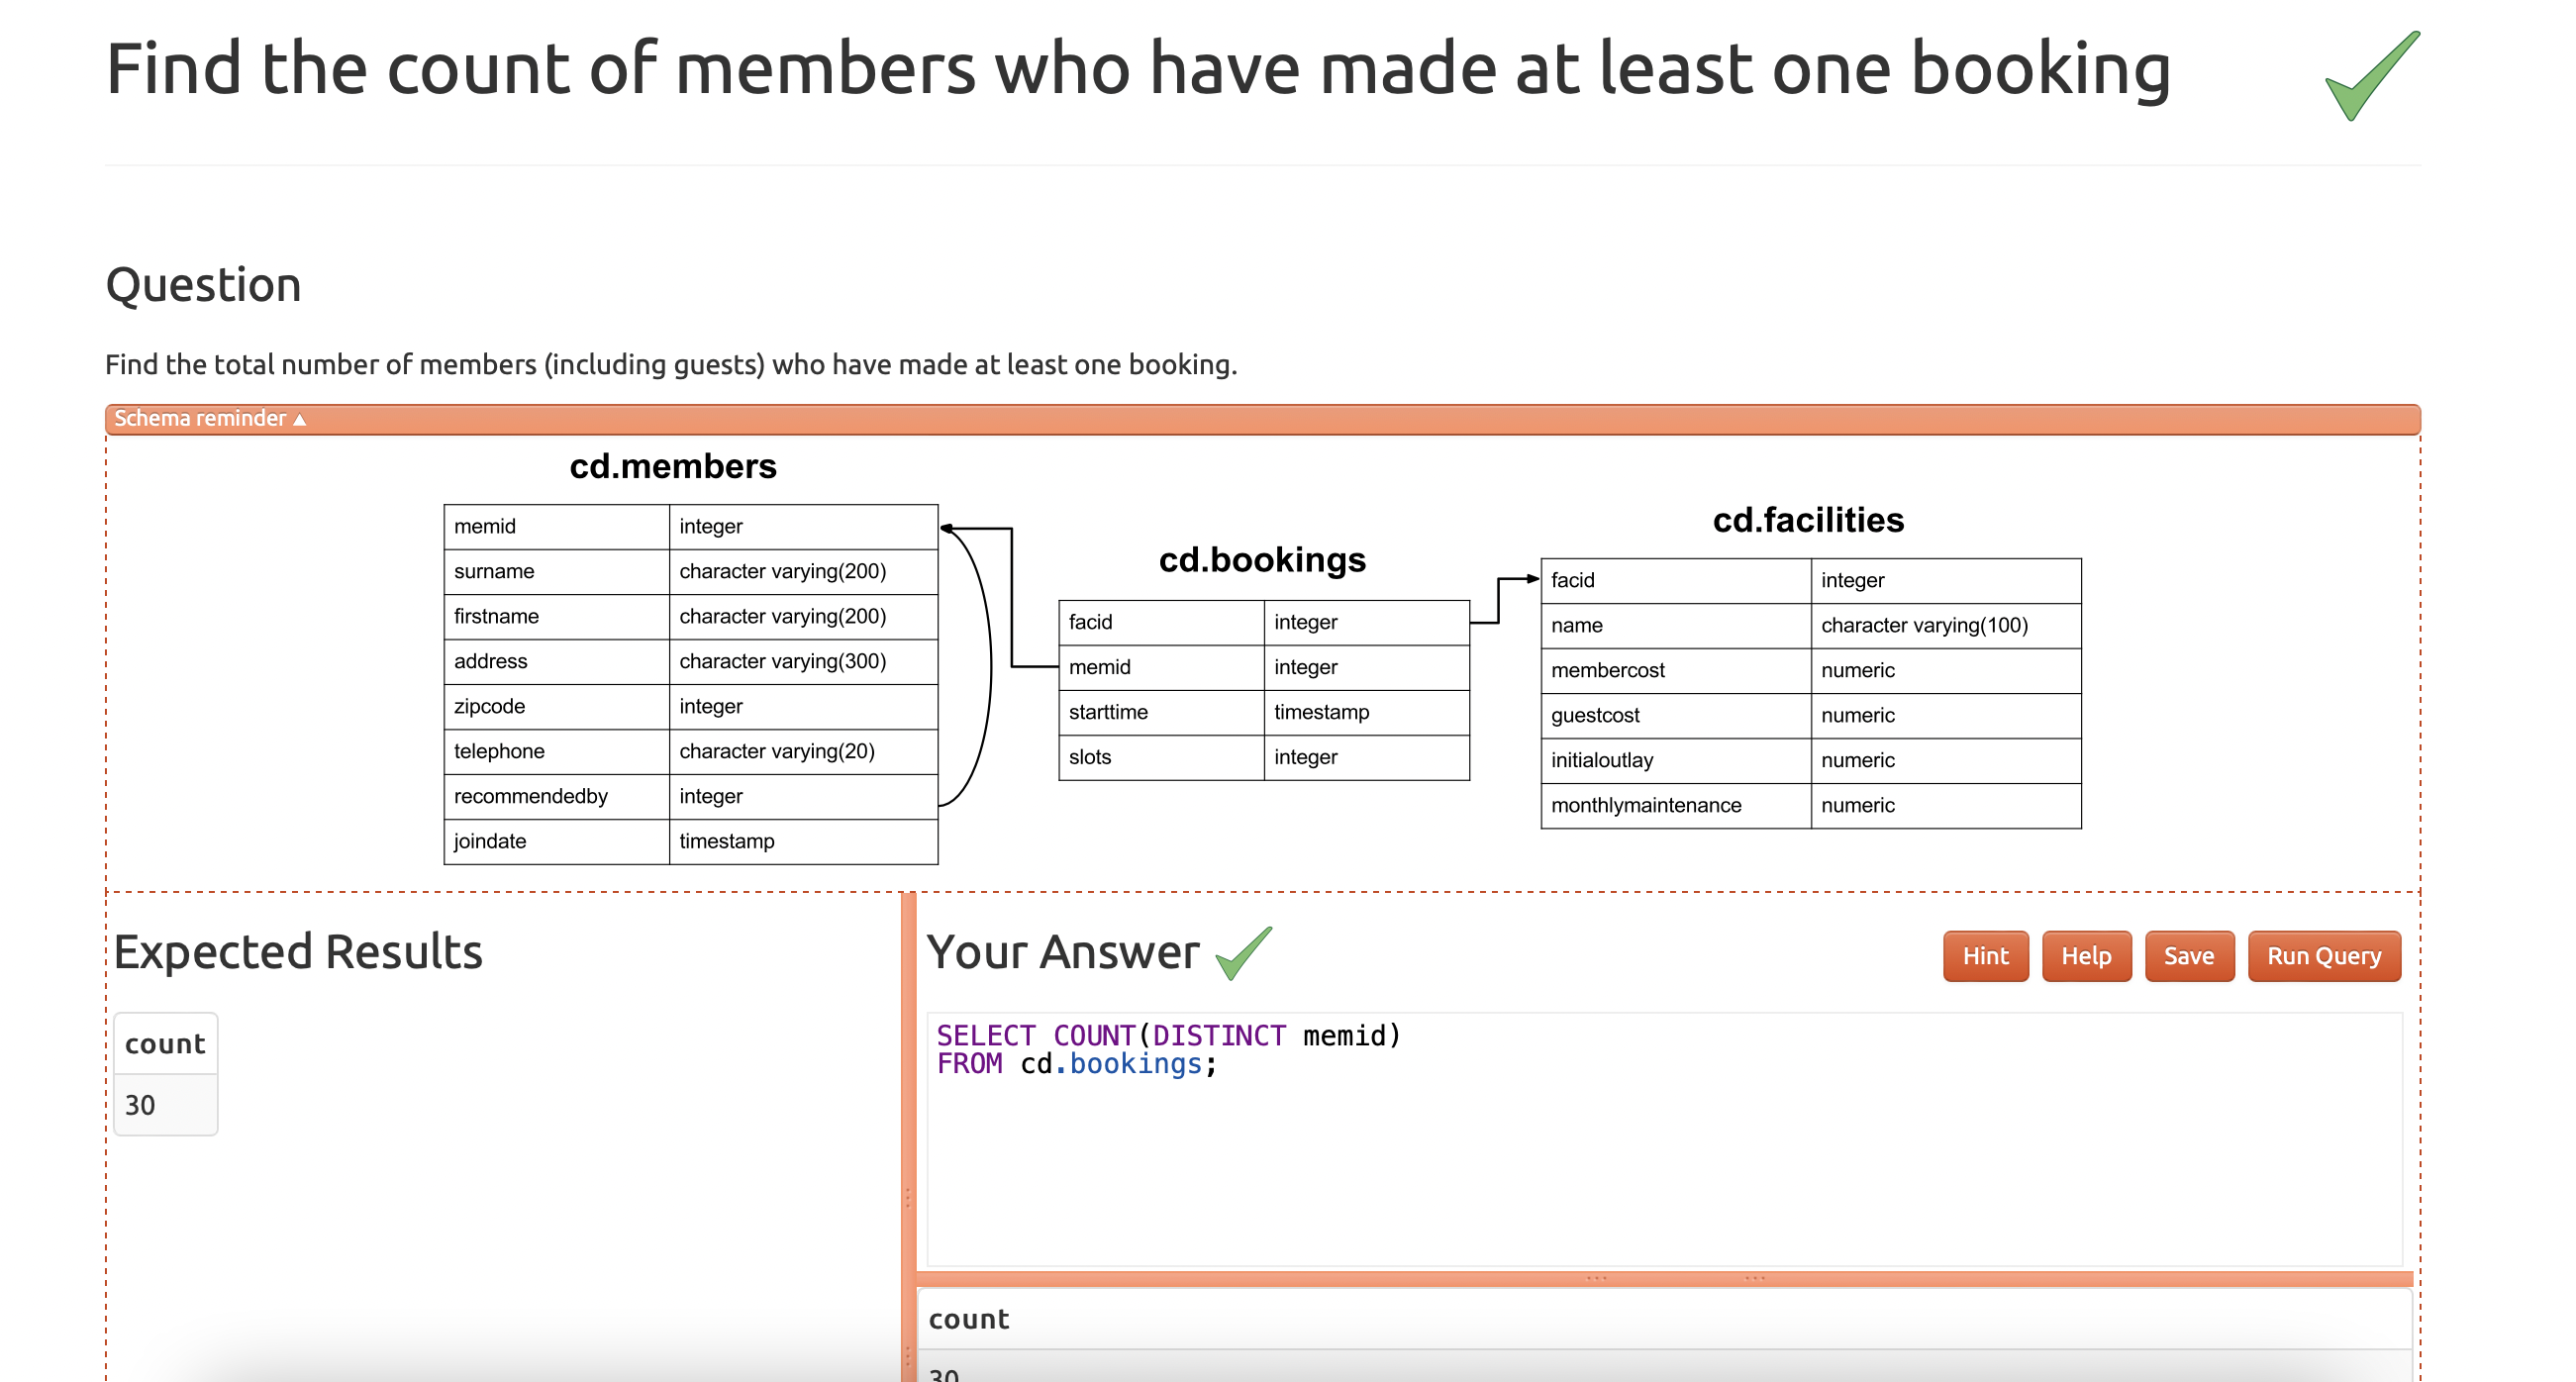 Find the count of members who have made at least one booking
Question
Find the total number of members (including guests) who have made at least one booking.
Schema reminder ▲
cd.members
memid integer
surname character varying(200)
firstname character varying(200)
address character varying(300)
zipcode integer
telephone character varying(20)
recommendedby integer
joindate timestamp
cd.bookings
facid integer
memid integer
starttime timestamp
slots integer
cd.facilities
facid integer
name character varying(100)
membercost numeric
guestcost numeric
initialoutlay numeric
monthlymaintenance numeric
Expected Results
count
30
Your Answer
Hint Help Save Run Query
SELECT COUNT(DISTINCT memid)
FROM cd.bookings;
count
30